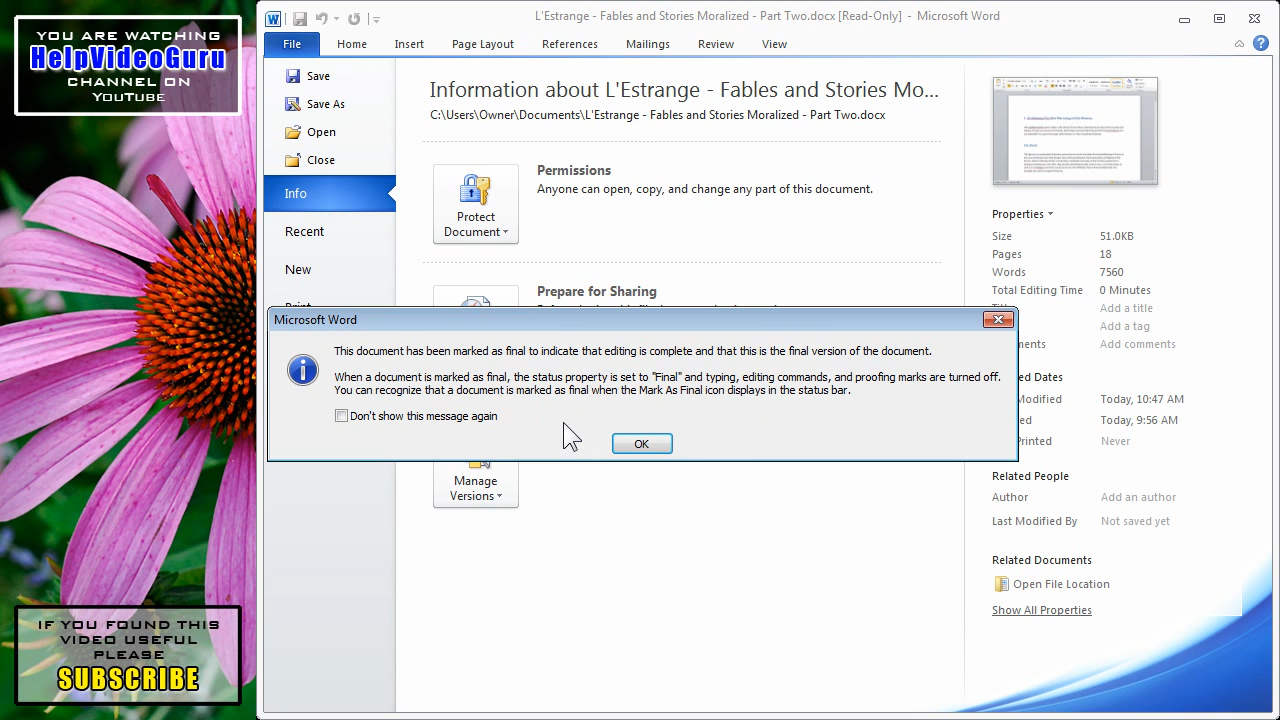 YOU ARE WATCHING
HelpVideoGuru
CHANNEL ON
YOUTUBE
IF YOU FOUND THIS
VIDEO USEFUL
PLEASE
SUBSCRIBE
L'Estrange - Fables and Stories Moralized - Part Two.docx [Read-Only] - Microsoft Word
File Home Insert Page Layout References Mailings Review View
Save
Save As
Open
Close
Info
Recent
New
Print
Information about L'Estrange - Fables and Stories Mo...
C:\Users\Owner\Documents\L'Estrange - Fables and Stories Moralized - Part Two.docx
Protect
Document
Permissions
Anyone can open, copy, and change any part of this document.
Prepare for Sharing
Microsoft Word
This document has been marked as final to indicate that editing is complete and that this is the final version of the document.
When a document is marked as final, the status property is set to "Final" and typing, editing commands, and proofing marks are turned off.
You can recognize that a document is marked as final when the Mark As Final icon displays in the status bar.
Don't show this message again
OK
Manage
Versions
Properties
Size 51.0KB
Pages 18
Words 7560
Total Editing Time 0 Minutes
Add a title
Add a tag
ments Add comments
ed Dates
Modified Today, 10:47 AM
ed Today, 9:56 AM
Printed Never
Related People
Author Add an author
Last Modified By Not saved yet
Related Documents
Open File Location
Show All Properties